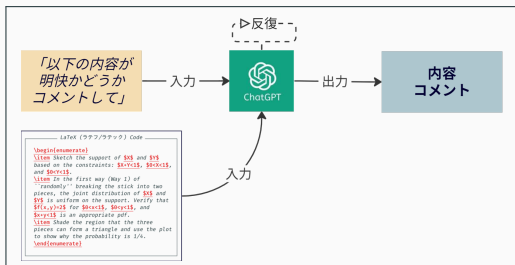 ▷反復
「以下の内容が
明快かどうか
コメントして」
入力
ChatGPT
出力
内容
コメント
入力
LaTeX (ラテフ/ラテック) Code
\begin{enumerate}
\item Sketch the support of $X$ and $Y$
based on the constraints: $X+Y<1$, $0<X<1$,
and $0<Y<1$.
\item In the first way (Way 1) of
``randomly'' breaking the stick into two
pieces, the joint distribution of $X$ and
$Y$ is uniform on the support. Verify that
$f(x,y)=2$ for $0<x<1$, $0<y<1$, and
$x+y<1$ is an appropriate pdf.
\item Shade the region that the three
pieces can form a triangle and use the plot
to show why the probability is 1/4.
\end{enumerate}